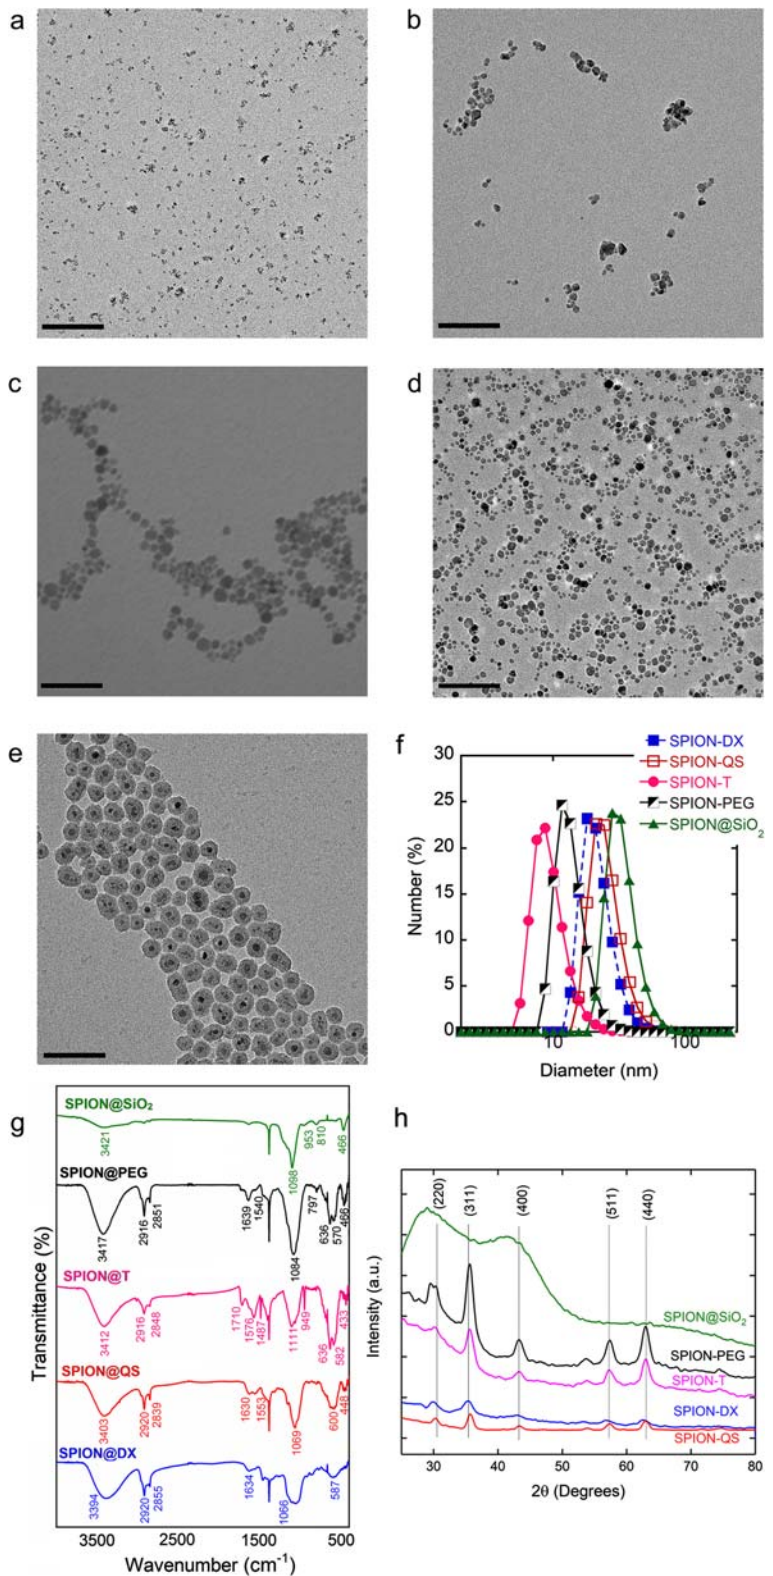 a
b
c
d
e
f
SPION-DX
SPION-QS
SPION-T
SPION-PEG
SPION@SiO₂
30
25
20
15
10
5
0
Number (%)
10
100
Diameter (nm)
g
SPION@SiO₂
3421
1098
953
810
466
SPION@PEG
3417
2916
2851
1639
1540
1084
797
636
570
466
SPION@T
3412
2916
2848
1710
1576
1487
1111
949
636
582
433
SPION@QS
3403
2920
2839
1630
1553
1069
600
448
SPION@DX
3394
2920
2855
1634
1066
587
Transmittance (%)
3500
2500
1500
500
Wavenumber (cm⁻¹)
h
(220)
(311)
(400)
(511)
(440)
SPION@SiO₂
SPION-PEG
SPION-T
SPION-DX
SPION-QS
Intensity (a.u.)
30
40
50
60
70
80
2θ (Degrees)